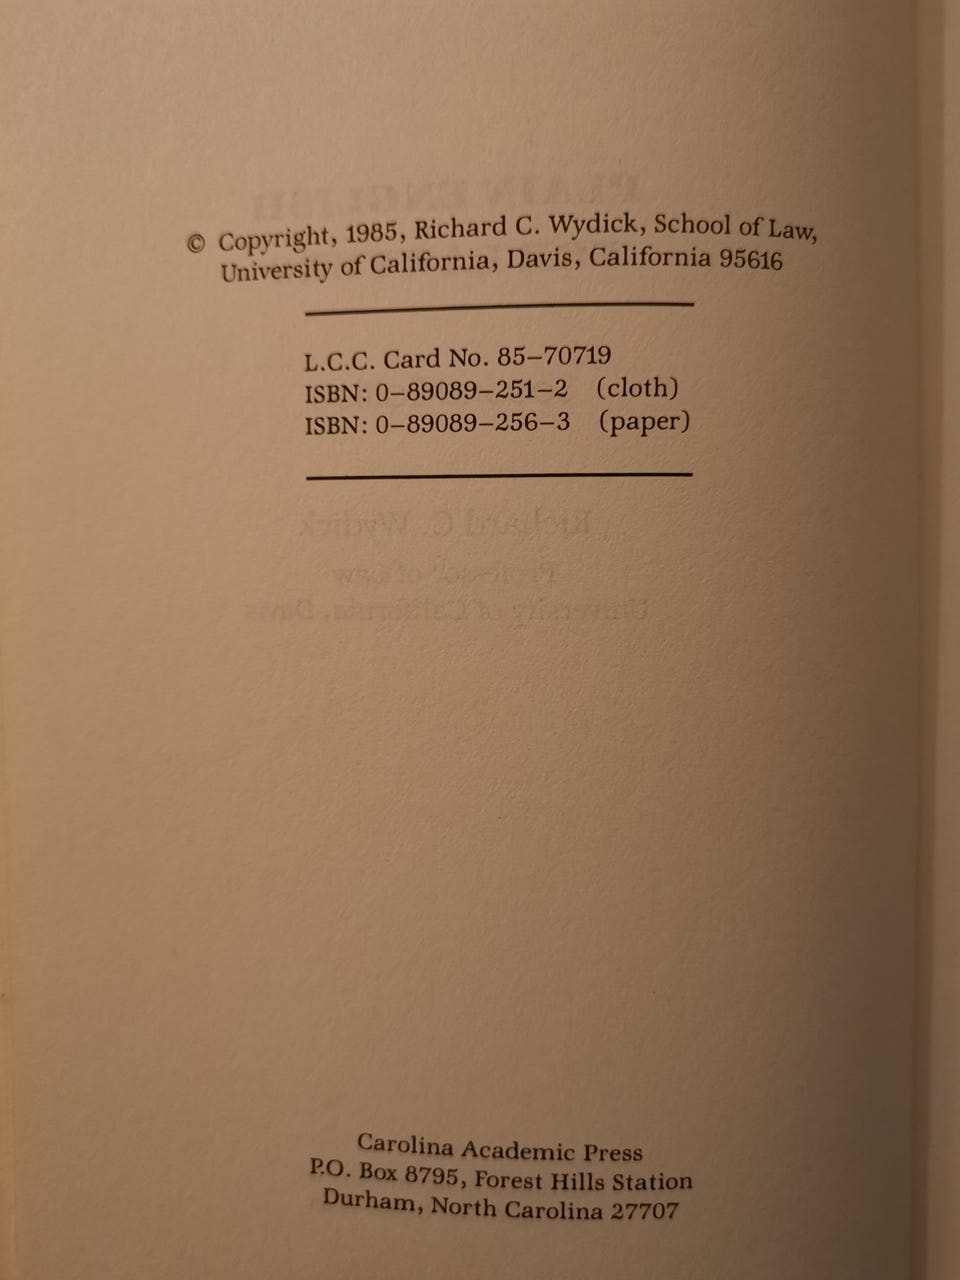 © Copyright, 1985, Richard C. Wydick, School of Law,
University of California, Davis, California 95616
L.C.C. Card No. 85–70719
ISBN: 0–89089–251–2 (cloth)
ISBN: 0–89089–256–3 (paper)
Carolina Academic Press
P.O. Box 8795, Forest Hills Station
Durham, North Carolina 27707